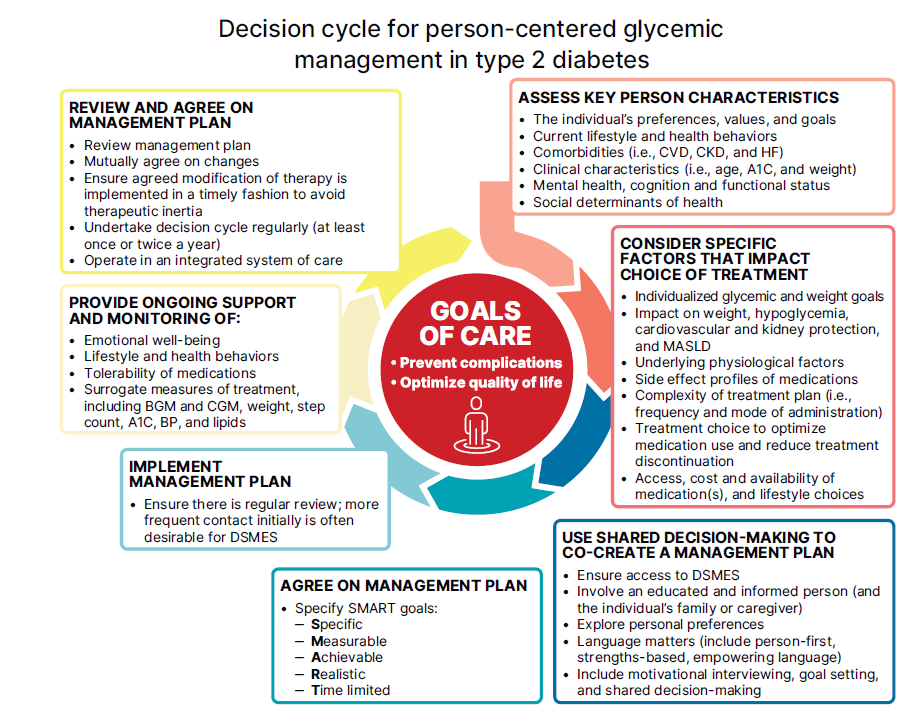 Decision cycle for person-centered glycemic
management in type 2 diabetes
ASSESS KEY PERSON CHARACTERISTICS
• The individual's preferences, values, and goals
• Current lifestyle and health behaviors
• Comorbidities (i.e., CVD, CKD, and HF)
• Clinical characteristics (i.e., age, A1C, and weight)
• Mental health, cognition and functional status
• Social determinants of health
CONSIDER SPECIFIC
FACTORS THAT IMPACT
CHOICE OF TREATMENT
• Individualized glycemic and weight goals
• Impact on weight, hypoglycemia,
cardiovascular and kidney protection,
and MASLD
• Underlying physiological factors
• Side effect profiles of medications
• Complexity of treatment plan (i.e.,
frequency and mode of administration)
• Treatment choice to optimize
medication use and reduce treatment
discontinuation
• Access, cost and availability of
medication(s), and lifestyle choices
USE SHARED DECISION-MAKING TO
CO-CREATE A MANAGEMENT PLAN
• Ensure access to DSMES
• Involve an educated and informed person (and
the individual's family or caregiver)
• Explore personal preferences
• Language matters (include person-first,
strengths-based, empowering language)
• Include motivational interviewing, goal setting,
and shared decision-making
AGREE ON MANAGEMENT PLAN
• Specify SMART goals:
– Specific
– Measurable
– Achievable
– Realistic
– Time limited
IMPLEMENT
MANAGEMENT PLAN
• Ensure there is regular review; more
frequent contact initially is often
desirable for DSMES
PROVIDE ONGOING SUPPORT
AND MONITORING OF:
• Emotional well-being
• Lifestyle and health behaviors
• Tolerability of medications
• Surrogate measures of treatment,
including BGM and CGM, weight, step
count, A1C, BP, and lipids
REVIEW AND AGREE ON
MANAGEMENT PLAN
• Review management plan
• Mutually agree on changes
• Ensure agreed modification of therapy is
implemented in a timely fashion to avoid
therapeutic inertia
• Undertake decision cycle regularly (at least
once or twice a year)
• Operate in an integrated system of care
GOALS
OF CARE
• Prevent complications
• Optimize quality of life